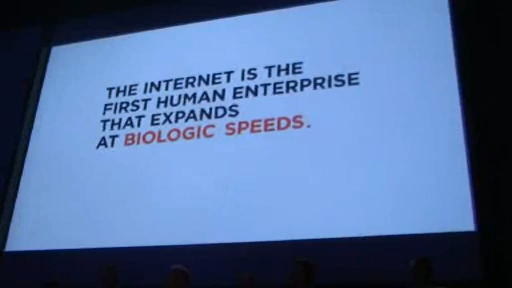 THE INTERNET IS THE
FIRST HUMAN ENTERPRISE
THAT EXPANDS
AT BIOLOGIC SPEEDS.